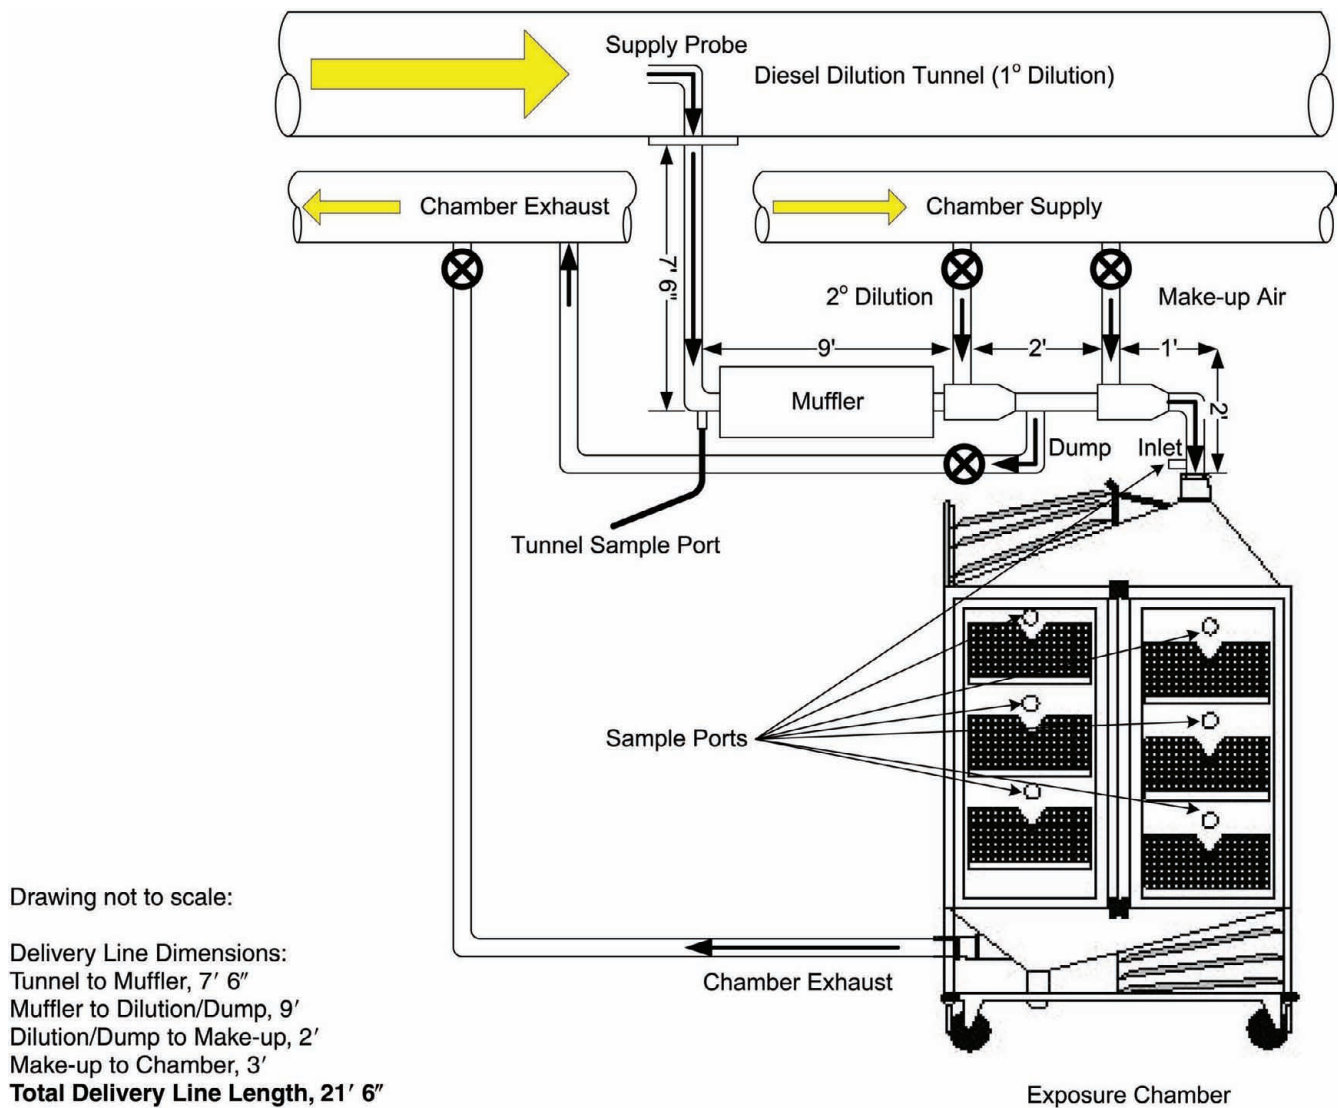 Supply Probe
Diesel Dilution Tunnel (1° Dilution)
Chamber Exhaust
Chamber Supply
7' 6"
2° Dilution
Make-up Air
9'
2'
1'
2'
Muffler
Dump
Inlet
Tunnel Sample Port
Sample Ports
Drawing not to scale:
Delivery Line Dimensions:
Tunnel to Muffler, 7′ 6″
Muffler to Dilution/Dump, 9′
Dilution/Dump to Make-up, 2′
Make-up to Chamber, 3′
Total Delivery Line Length, 21′ 6″
Chamber Exhaust
Exposure Chamber